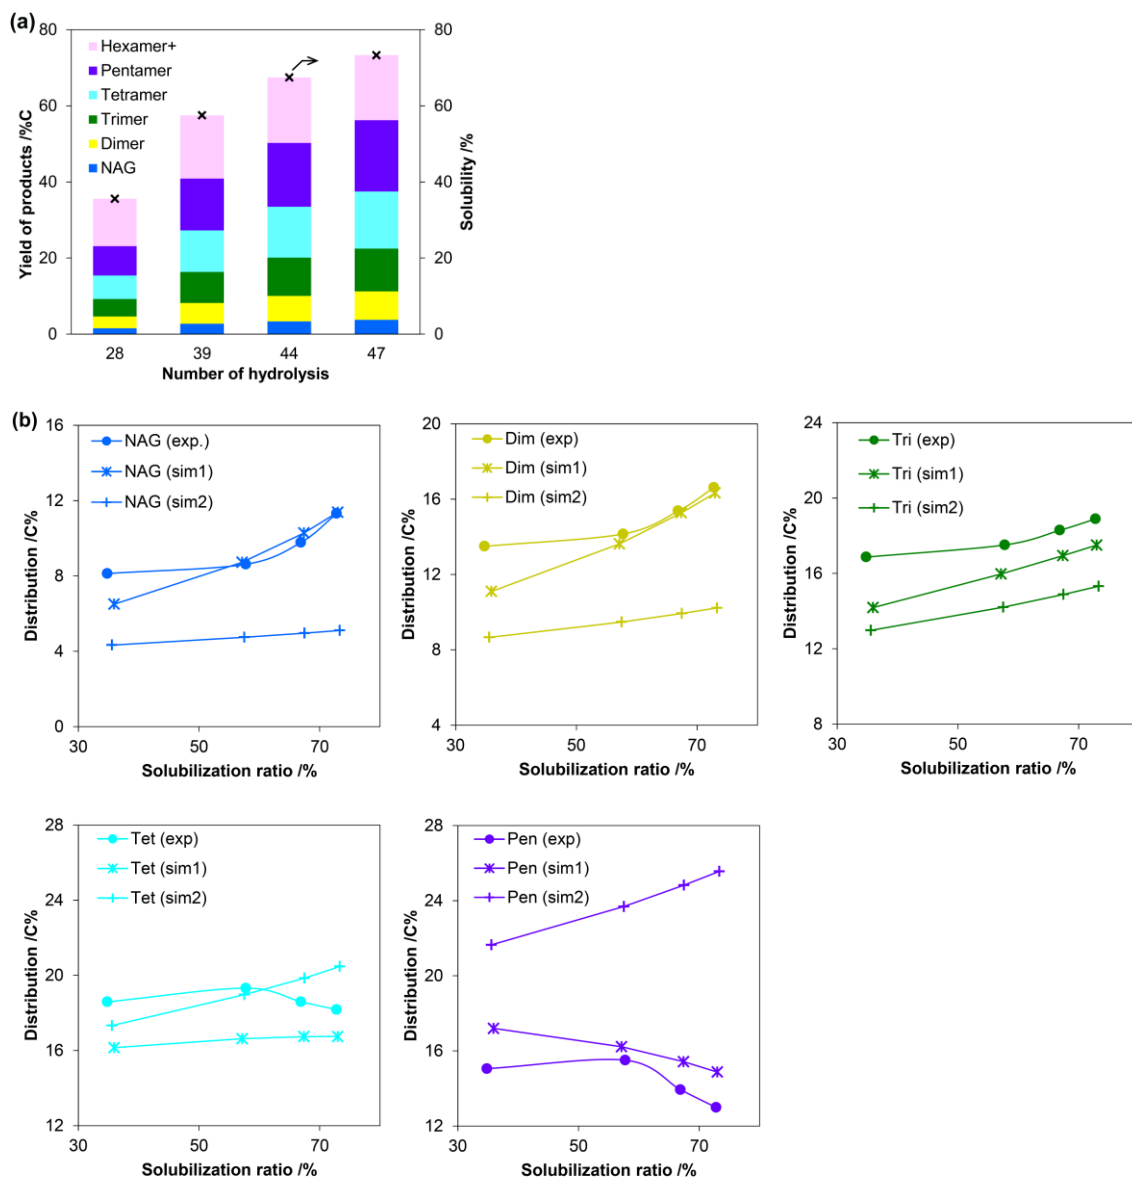 (a)
80
60
40
20
0
Yield of products /%C
Hexamer+
Pentamer
Tetramer
Trimer
Dimer
NAG
80
60
40
20
0
Solubility /%
28 39 44 47
Number of hydrolysis
(b)
16
12
8
4
0
Distribution /C%
NAG (exp.)
NAG (sim1)
NAG (sim2)
30 50 70
Solubilization ratio /%
20
16
12
8
4
Distribution /C%
Dim (exp)
Dim (sim1)
Dim (sim2)
30 50 70
Solubilization ratio /%
24
20
16
12
8
Distribution /C%
Tri (exp)
Tri (sim1)
Tri (sim2)
30 50 70
Solubilization ratio /%
28
24
20
16
12
Distribution /C%
Tet (exp)
Tet (sim1)
Tet (sim2)
30 50 70
Solubilization ratio /%
28
24
20
16
12
Distribution /C%
Pen (exp)
Pen (sim1)
Pen (sim2)
30 50 70
Solubilization ratio /%